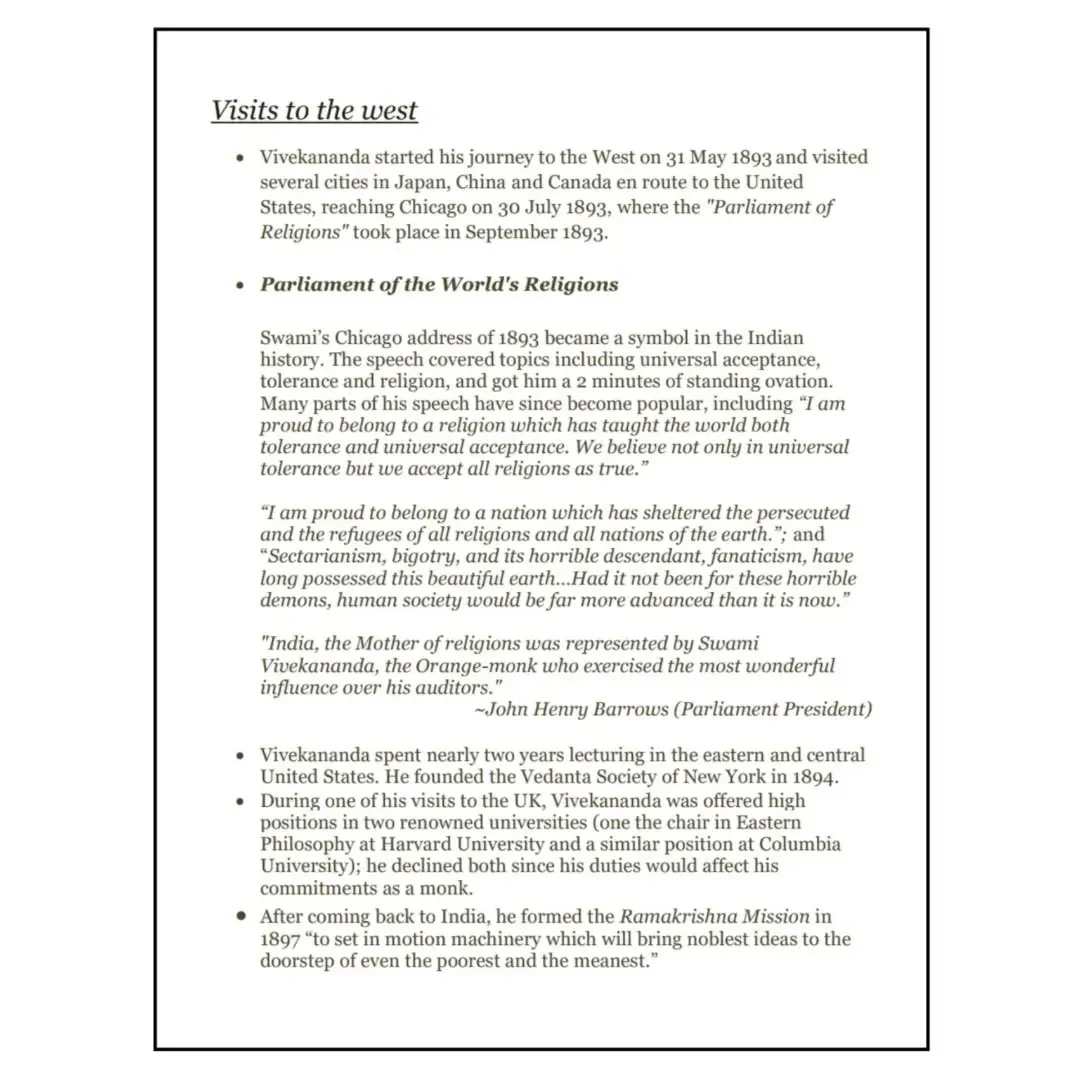 Visits to the west
• Vivekananda started his journey to the West on 31 May 1893 and visited
several cities in Japan, China and Canada en route to the United
States, reaching Chicago on 30 July 1893, where the "Parliament of
Religions" took place in September 1893.
• Parliament of the World's Religions
Swami’s Chicago address of 1893 became a symbol in the Indian
history. The speech covered topics including universal acceptance,
tolerance and religion, and got him a 2 minutes of standing ovation.
Many parts of his speech have since become popular, including “I am
proud to belong to a religion which has taught the world both
tolerance and universal acceptance. We believe not only in universal
tolerance but we accept all religions as true.”
“I am proud to belong to a nation which has sheltered the persecuted
and the refugees of all religions and all nations of the earth.”; and
“Sectarianism, bigotry, and its horrible descendant, fanaticism, have
long possessed this beautiful earth...Had it not been for these horrible
demons, human society would be far more advanced than it is now.”
"India, the Mother of religions was represented by Swami
Vivekananda, the Orange-monk who exercised the most wonderful
influence over his auditors."
~John Henry Barrows (Parliament President)
• Vivekananda spent nearly two years lecturing in the eastern and central
United States. He founded the Vedanta Society of New York in 1894.
• During one of his visits to the UK, Vivekananda was offered high
positions in two renowned universities (one the chair in Eastern
Philosophy at Harvard University and a similar position at Columbia
University); he declined both since his duties would affect his
commitments as a monk.
• After coming back to India, he formed the Ramakrishna Mission in
1897 “to set in motion machinery which will bring noblest ideas to the
doorstep of even the poorest and the meanest.”